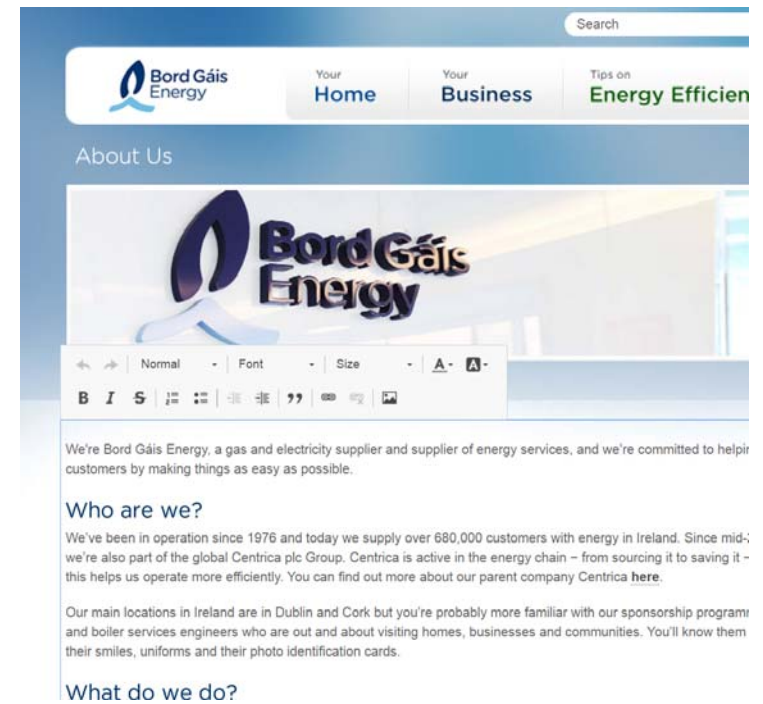 Search
Bord Gáis
Energy
Your
Home
Your
Business
Tips on
Energy Efficien
About Us
Bord Gáis
Energy
Normal
Font
Size
A
A
B I S
We're Bord Gáis Energy, a gas and electricity supplier and supplier of energy services, and we're committed to helpin
customers by making things as easy as possible.
Who are we?
We've been in operation since 1976 and today we supply over 680,000 customers with energy in Ireland. Since mid-2
we're also part of the global Centrica plc Group. Centrica is active in the energy chain – from sourcing it to saving it –
this helps us operate more efficiently. You can find out more about our parent company Centrica here.
Our main locations in Ireland are in Dublin and Cork but you're probably more familiar with our sponsorship programm
and boiler services engineers who are out and about visiting homes, businesses and communities. You'll know them
their smiles, uniforms and their photo identification cards.
What do we do?